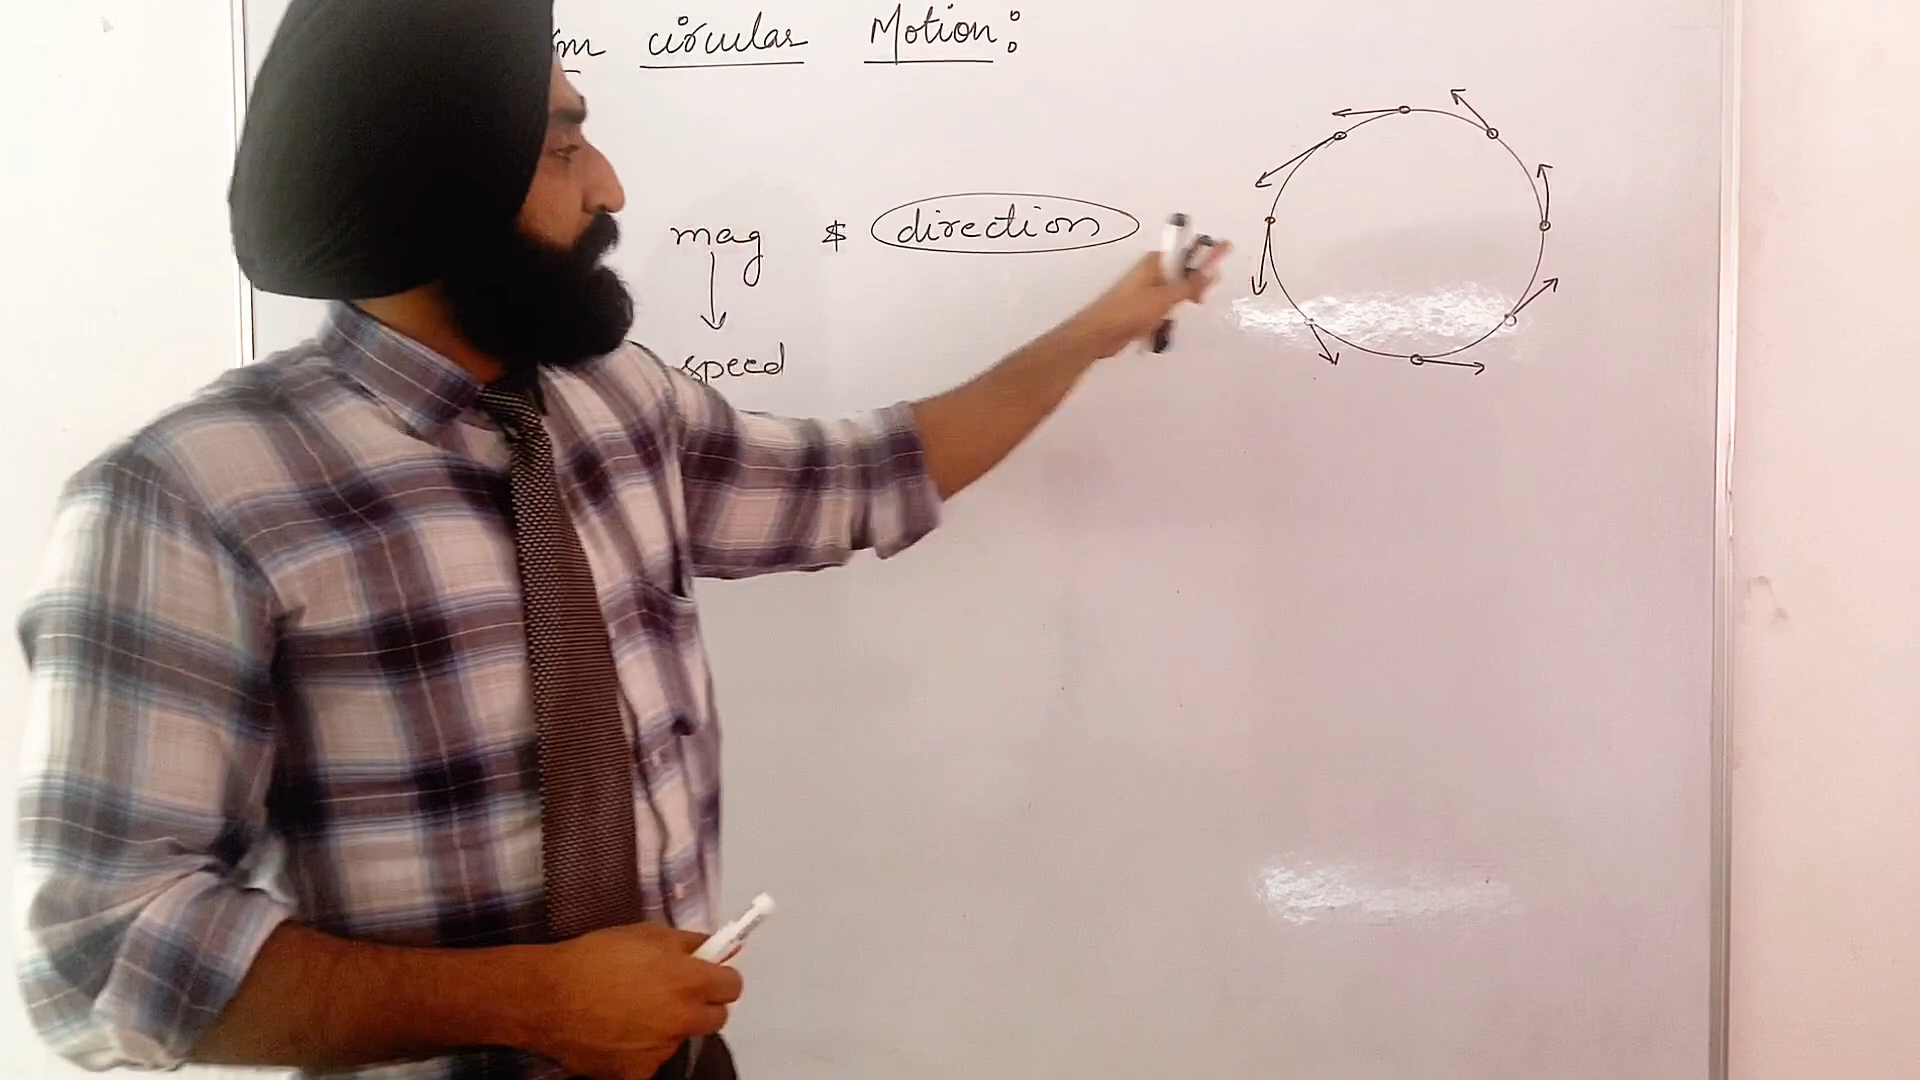 circular Motion:
mag & direction
speed